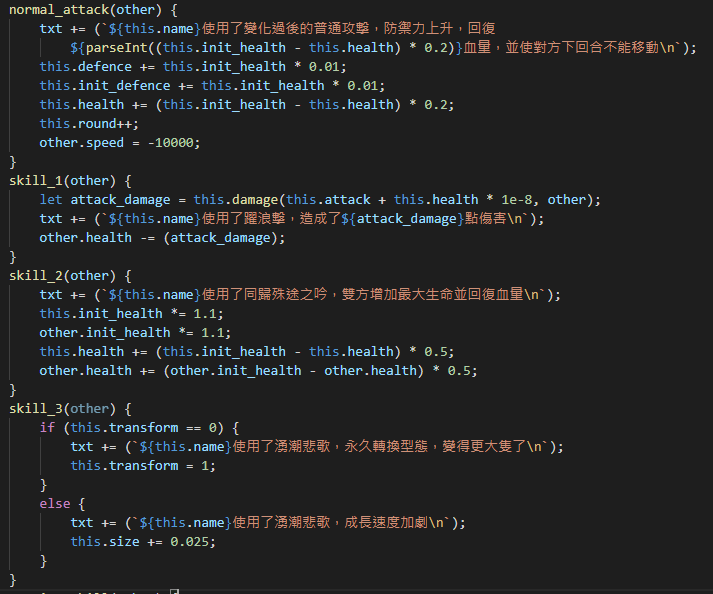 normal_attack(other) {
    txt += (`${this.name}使用了變化過後的普通攻擊，防禦力上升，回復
        ${parseInt((this.init_health - this.health) * 0.2)}血量，並使對方下回合不能移動\n`);
    this.defence += this.init_health * 0.01;
    this.init_defence += this.init_health * 0.01;
    this.health += (this.init_health - this.health) * 0.2;
    this.round++;
    other.speed = -10000;
}
skill_1(other) {
    let attack_damage = this.damage(this.attack + this.health * 1e-8, other);
    txt += (`${this.name}使用了躍浪擊，造成了${attack_damage}點傷害\n`);
    other.health -= (attack_damage);
}
skill_2(other) {
    txt += (`${this.name}使用了同歸殊途之吟，雙方增加最大生命並回復血量\n`);
    this.init_health *= 1.1;
    other.init_health *= 1.1;
    this.health += (this.init_health - this.health) * 0.5;
    other.health += (other.init_health - other.health) * 0.5;
}
skill_3(other) {
    if (this.transform == 0) {
        txt += (`${this.name}使用了湧潮悲歌，永久轉換型態，變得更大隻了\n`);
        this.transform = 1;
    }
    else {
        txt += (`${this.name}使用了湧潮悲歌，成長速度加劇\n`);
        this.size += 0.025;
    }
}